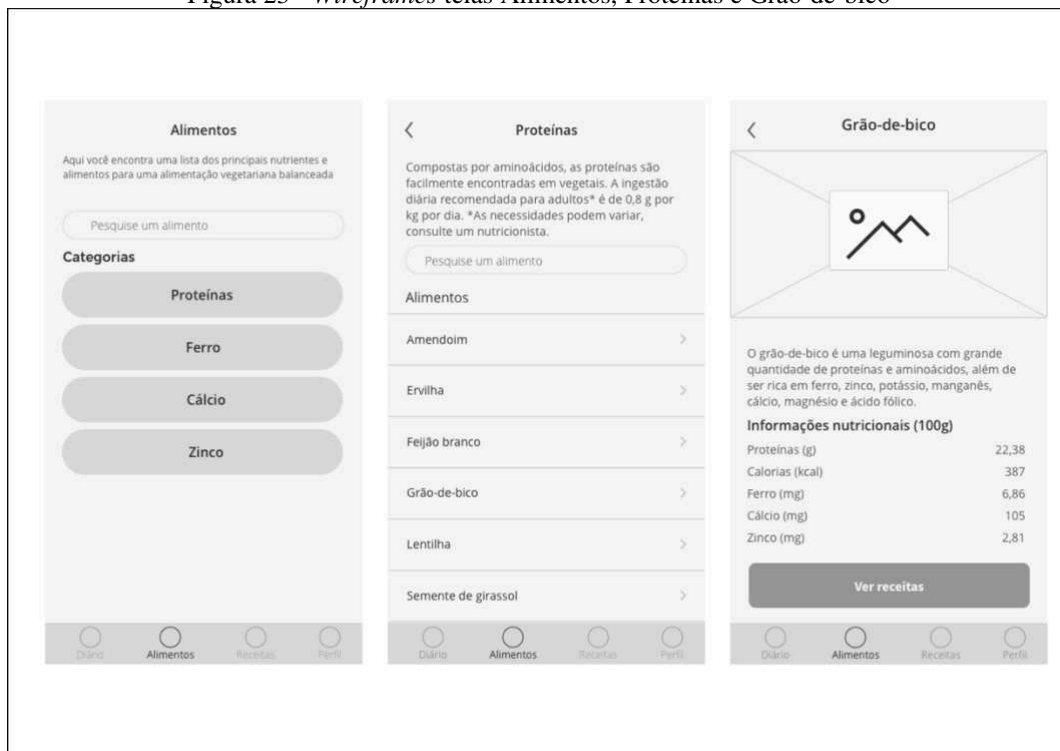 Figura 23 - Wireframes telas Alimentos, Proteínas e Grão-de-bico
Alimentos
Aqui você encontra uma lista dos principais nutrientes e
alimentos para uma alimentação vegetariana balanceada
Pesquise um alimento
Categorias
Proteínas
Ferro
Cálcio
Zinco
Diário
Alimentos
Receitas
Perfil
Proteínas
Compostas por aminoácidos, as proteínas são
facilmente encontradas em vegetais. A ingestão
diária recomendada para adultos* é de 0,8 g por
kg por dia. *As necessidades podem variar,
consulte um nutricionista.
Pesquise um alimento
Alimentos
Amendoim
Ervilha
Feijão branco
Grão-de-bico
Lentilha
Semente de girassol
Diário
Alimentos
Receitas
Perfil
Grão-de-bico
O grão-de-bico é uma leguminosa com grande
quantidade de proteínas e aminoácidos, além de
ser rica em ferro, zinco, potássio, manganês,
cálcio, magnésio e ácido fólico.
Informações nutricionais (100g)
Proteínas (g) 22,38
Calorias (kcal) 387
Ferro (mg) 6,86
Cálcio (mg) 105
Zinco (mg) 2,81
Ver receitas
Diário
Alimentos
Receitas
Perfil